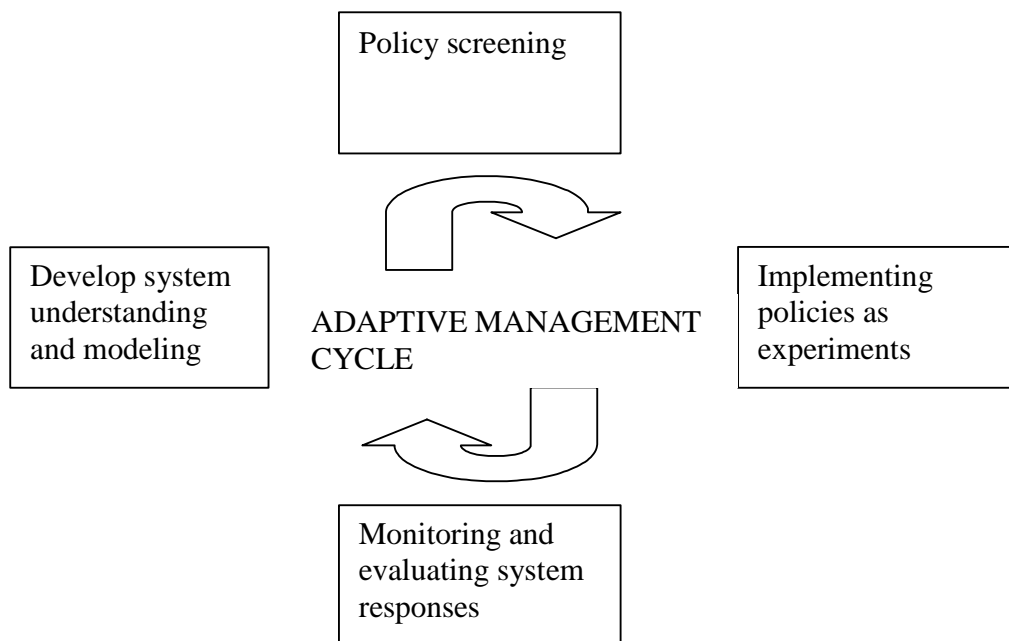 Policy screening
Develop system
understanding
and modeling
ADAPTIVE MANAGEMENT
CYCLE
Implementing
policies as
experiments
Monitoring and
evaluating system
responses